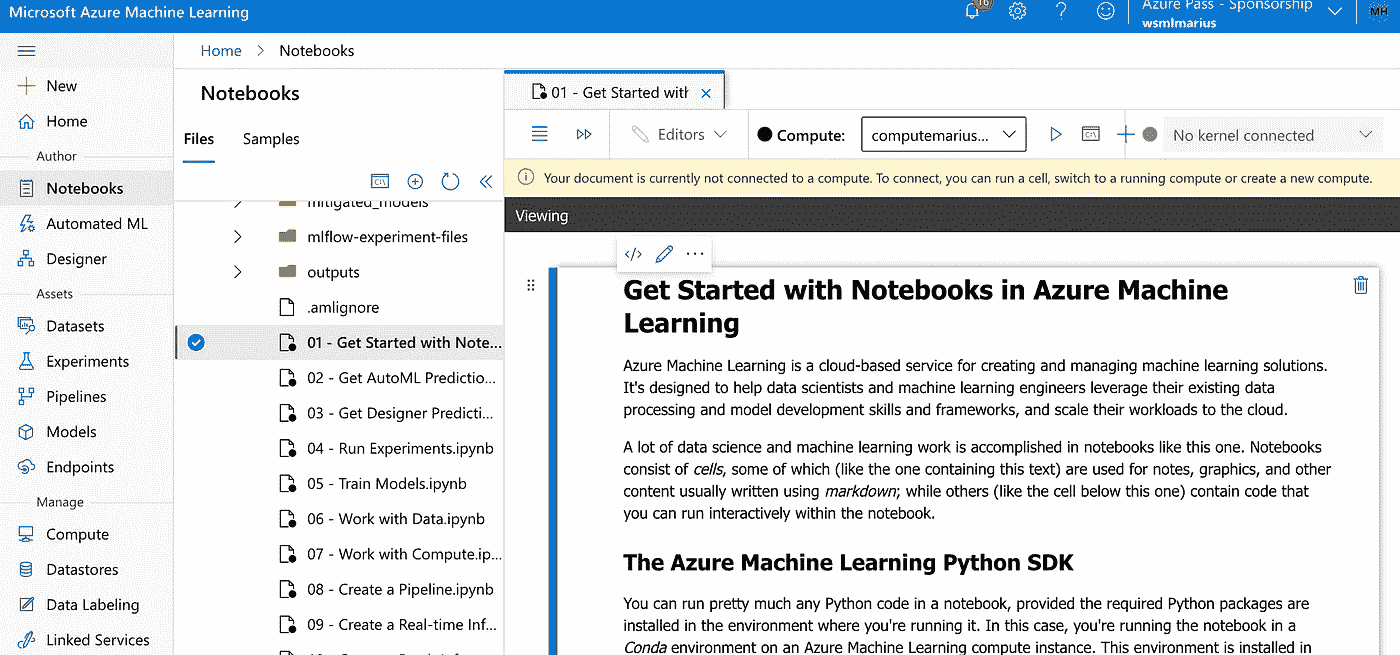 Microsoft Azure Machine Learning
16
Azure Pass - Sponsorship
wsmlmarius
MH
Home > Notebooks
New
Home
Author
Notebooks
Automated ML
Designer
Assets
Datasets
Experiments
Pipelines
Models
Endpoints
Manage
Compute
Datastores
Data Labeling
Linked Services
Notebooks
Files
Samples
mitigated_models
mlflow-experiment-files
outputs
.amlignore
01 - Get Started with Note...
02 - Get AutoML Predictio...
03 - Get Designer Predicti...
04 - Run Experiments.ipynb
05 - Train Models.ipynb
06 - Work with Data.ipynb
07 - Work with Compute.ip...
08 - Create a Pipeline.ipynb
09 - Create a Real-time Inf...
01 - Get Started with
Editors
Compute:
computemarius...
No kernel connected
Your document is currently not connected to a compute. To connect, you can run a cell, switch to a running compute or create a new compute.
Viewing
Get Started with Notebooks in Azure Machine
Learning
Azure Machine Learning is a cloud-based service for creating and managing machine learning solutions.
It's designed to help data scientists and machine learning engineers leverage their existing data
processing and model development skills and frameworks, and scale their workloads to the cloud.
A lot of data science and machine learning work is accomplished in notebooks like this one. Notebooks
consist of cells, some of which (like the one containing this text) are used for notes, graphics, and other
content usually written using markdown; while others (like the cell below this one) contain code that
you can run interactively within the notebook.
The Azure Machine Learning Python SDK
You can run pretty much any Python code in a notebook, provided the required Python packages are
installed in the environment where you're running it. In this case, you're running the notebook in a
Conda environment on an Azure Machine Learning compute instance. This environment is installed in